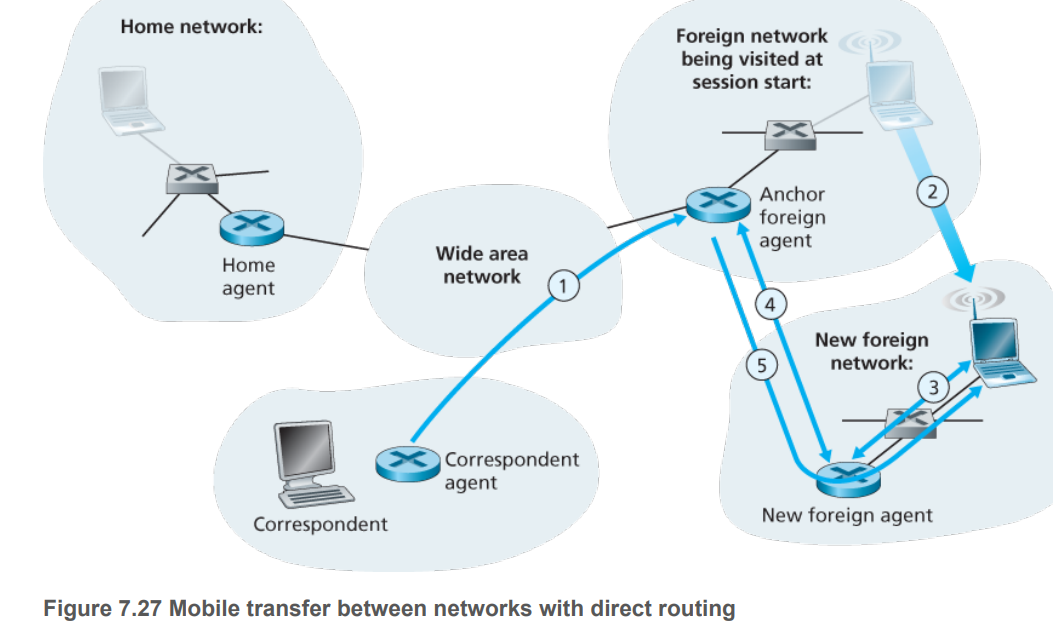 Home network:
Home
agent
Wide area
network
1
Foreign network
being visited at
session start:
Anchor
foreign
agent
2
4
5
New foreign
network:
3
New foreign agent
Correspondent
agent
Correspondent
Figure 7.27 Mobile transfer between networks with direct routing